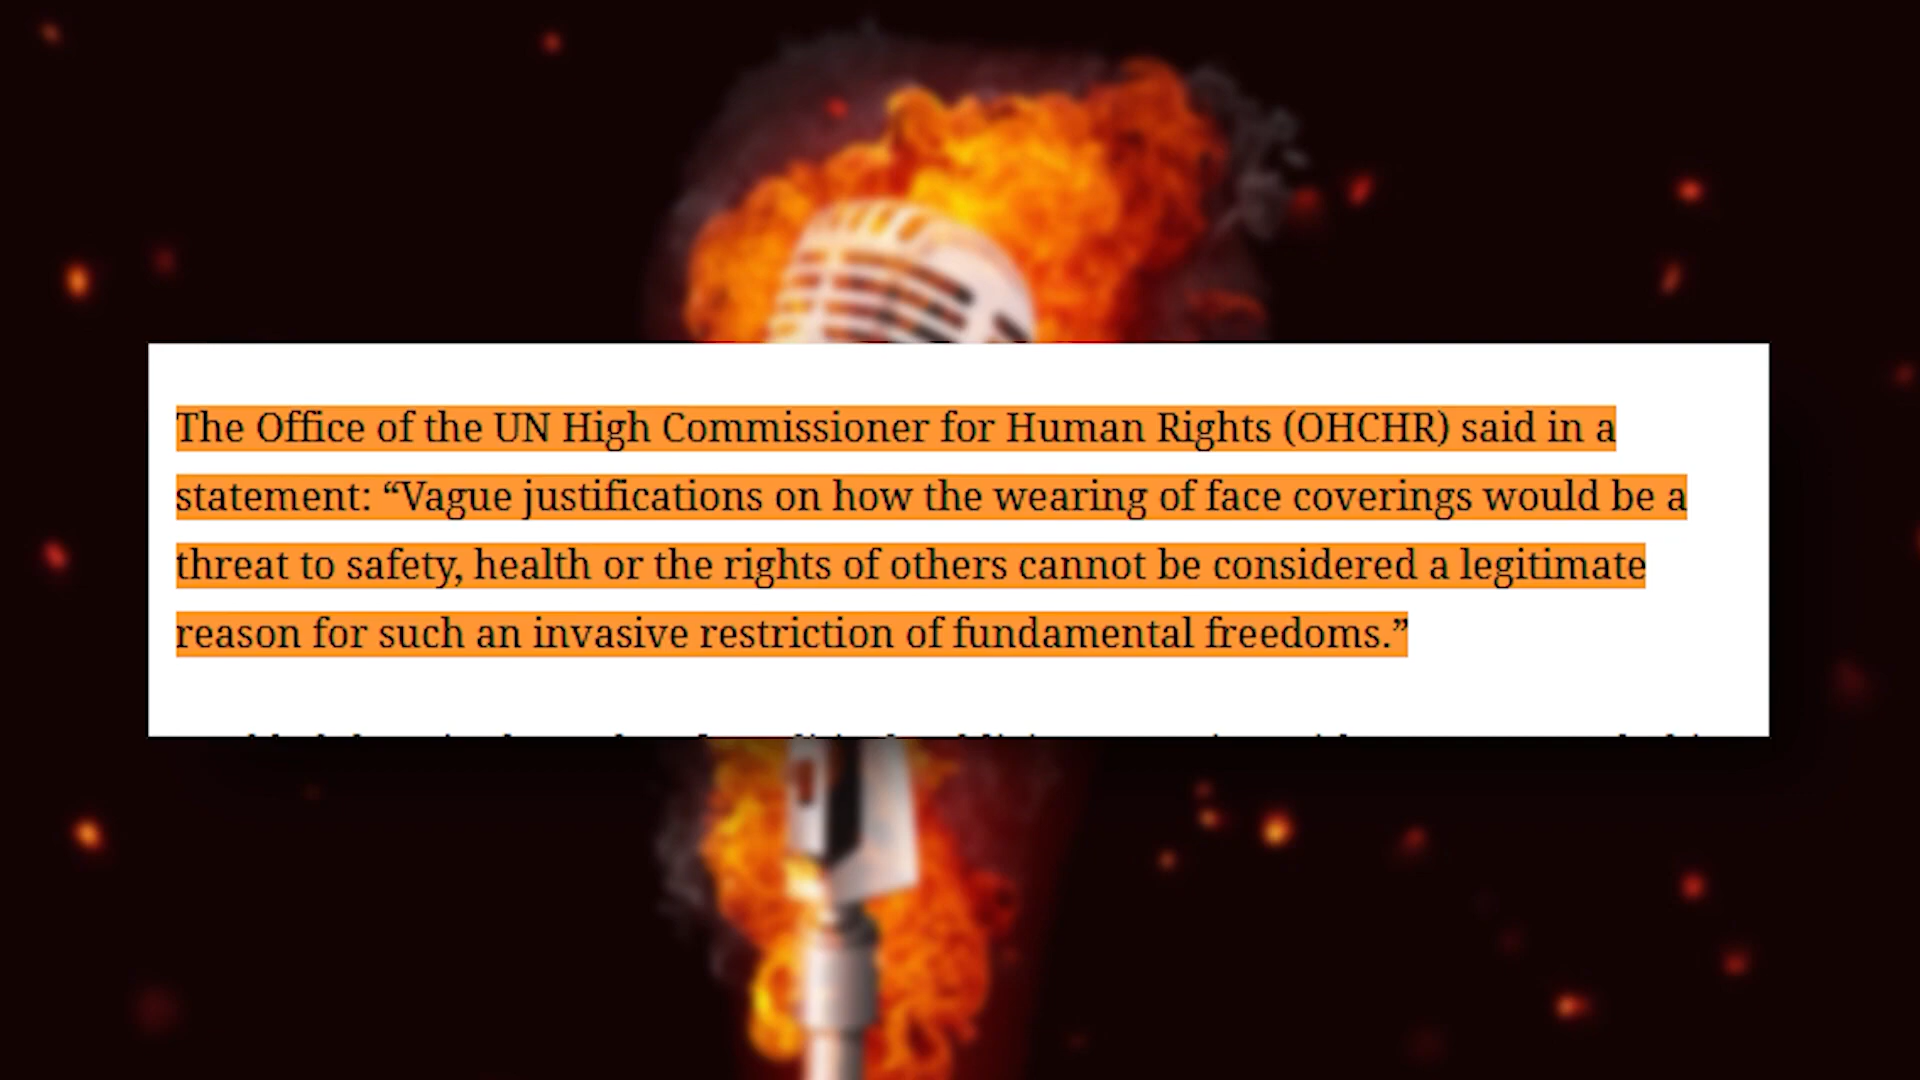 The Office of the UN High Commissioner for Human Rights (OHCHR) said in a
statement: “Vague justifications on how the wearing of face coverings would be a
threat to safety, health or the rights of others cannot be considered a legitimate
reason for such an invasive restriction of fundamental freedoms.”